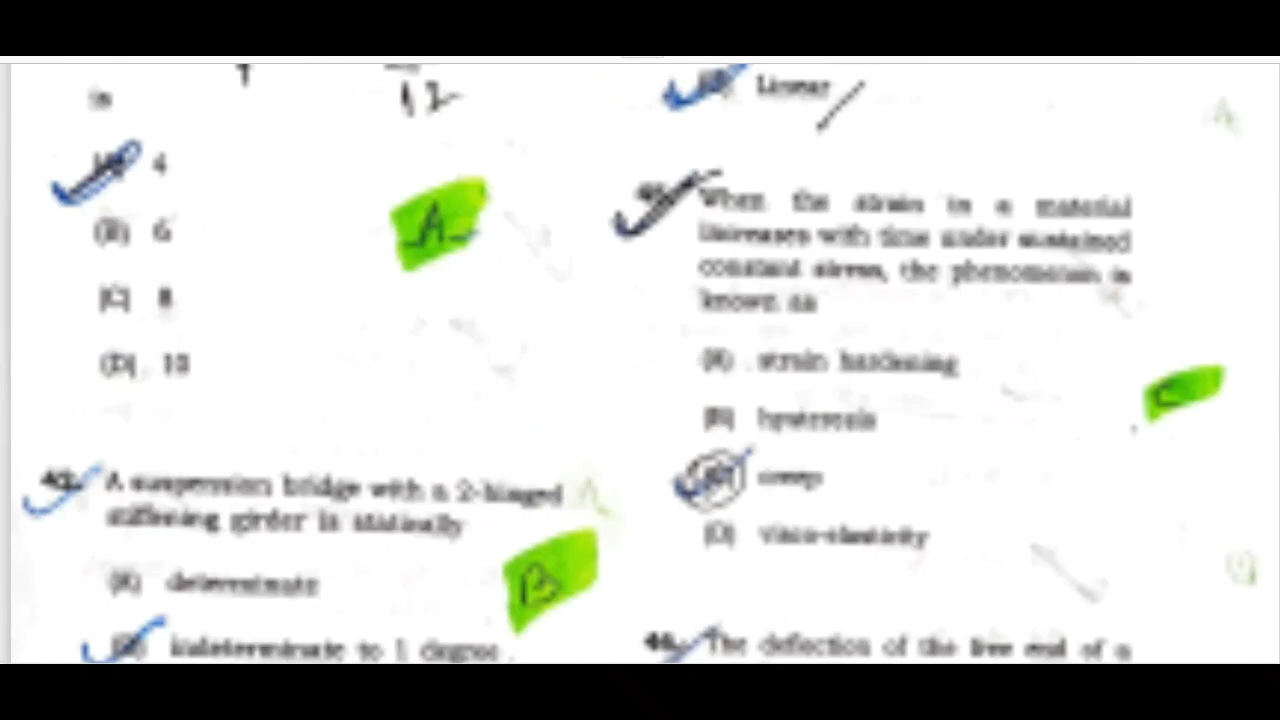 is
12
4
(B) 6
(C) 8
(D) 10
A
A suspension bridge with a 2-hinged
stiffening girder is statically
(A) determinate
B
indeterminate to 1 degree
Linear
When the strain in a material
increases with time under sustained
constant stress, the phenomenon is
known as
(A) strain hardening
C
(B) hysteresis
creep
(D) visco-elasticity
46. The deflection of the free end of a